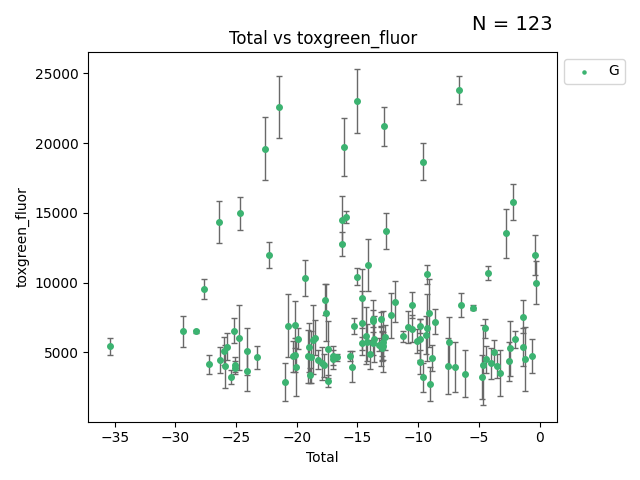 N = 123
Total vs toxgreen_fluor
G
25000
20000
15000
10000
5000
toxgreen_fluor
−35 −30 −25 −20 −15 −10 −5 0
Total